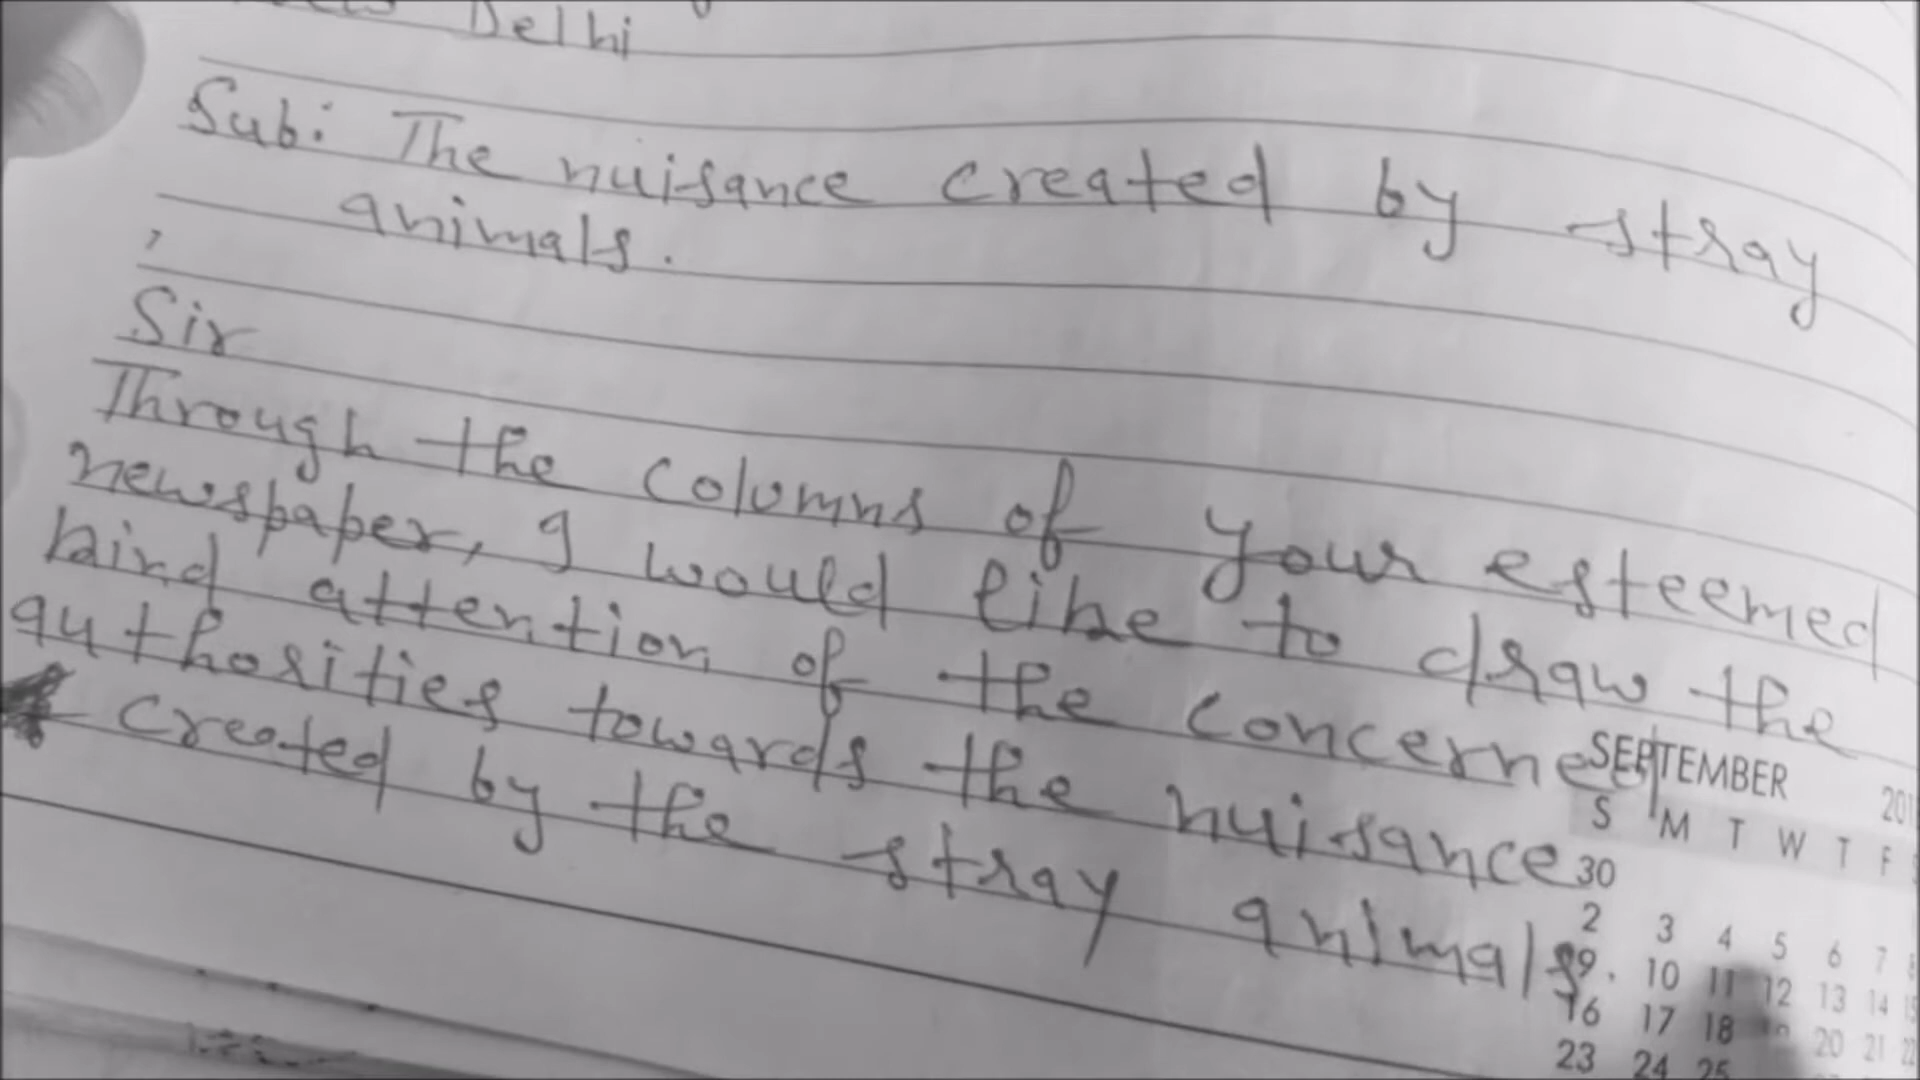 Delhi
Sub: The nuisance created by stray
animals.
Sir
Through the columns of your esteemed
newspaper, I would like to draw the
kind attention of the concerned
authorities towards the nuisance
created by the stray animals.
SEPTEMBER 201
S M T W T F
30
2 3 4 5 6 7
9 10 11 12 13 14
16 17 18 20 21
23 24 25